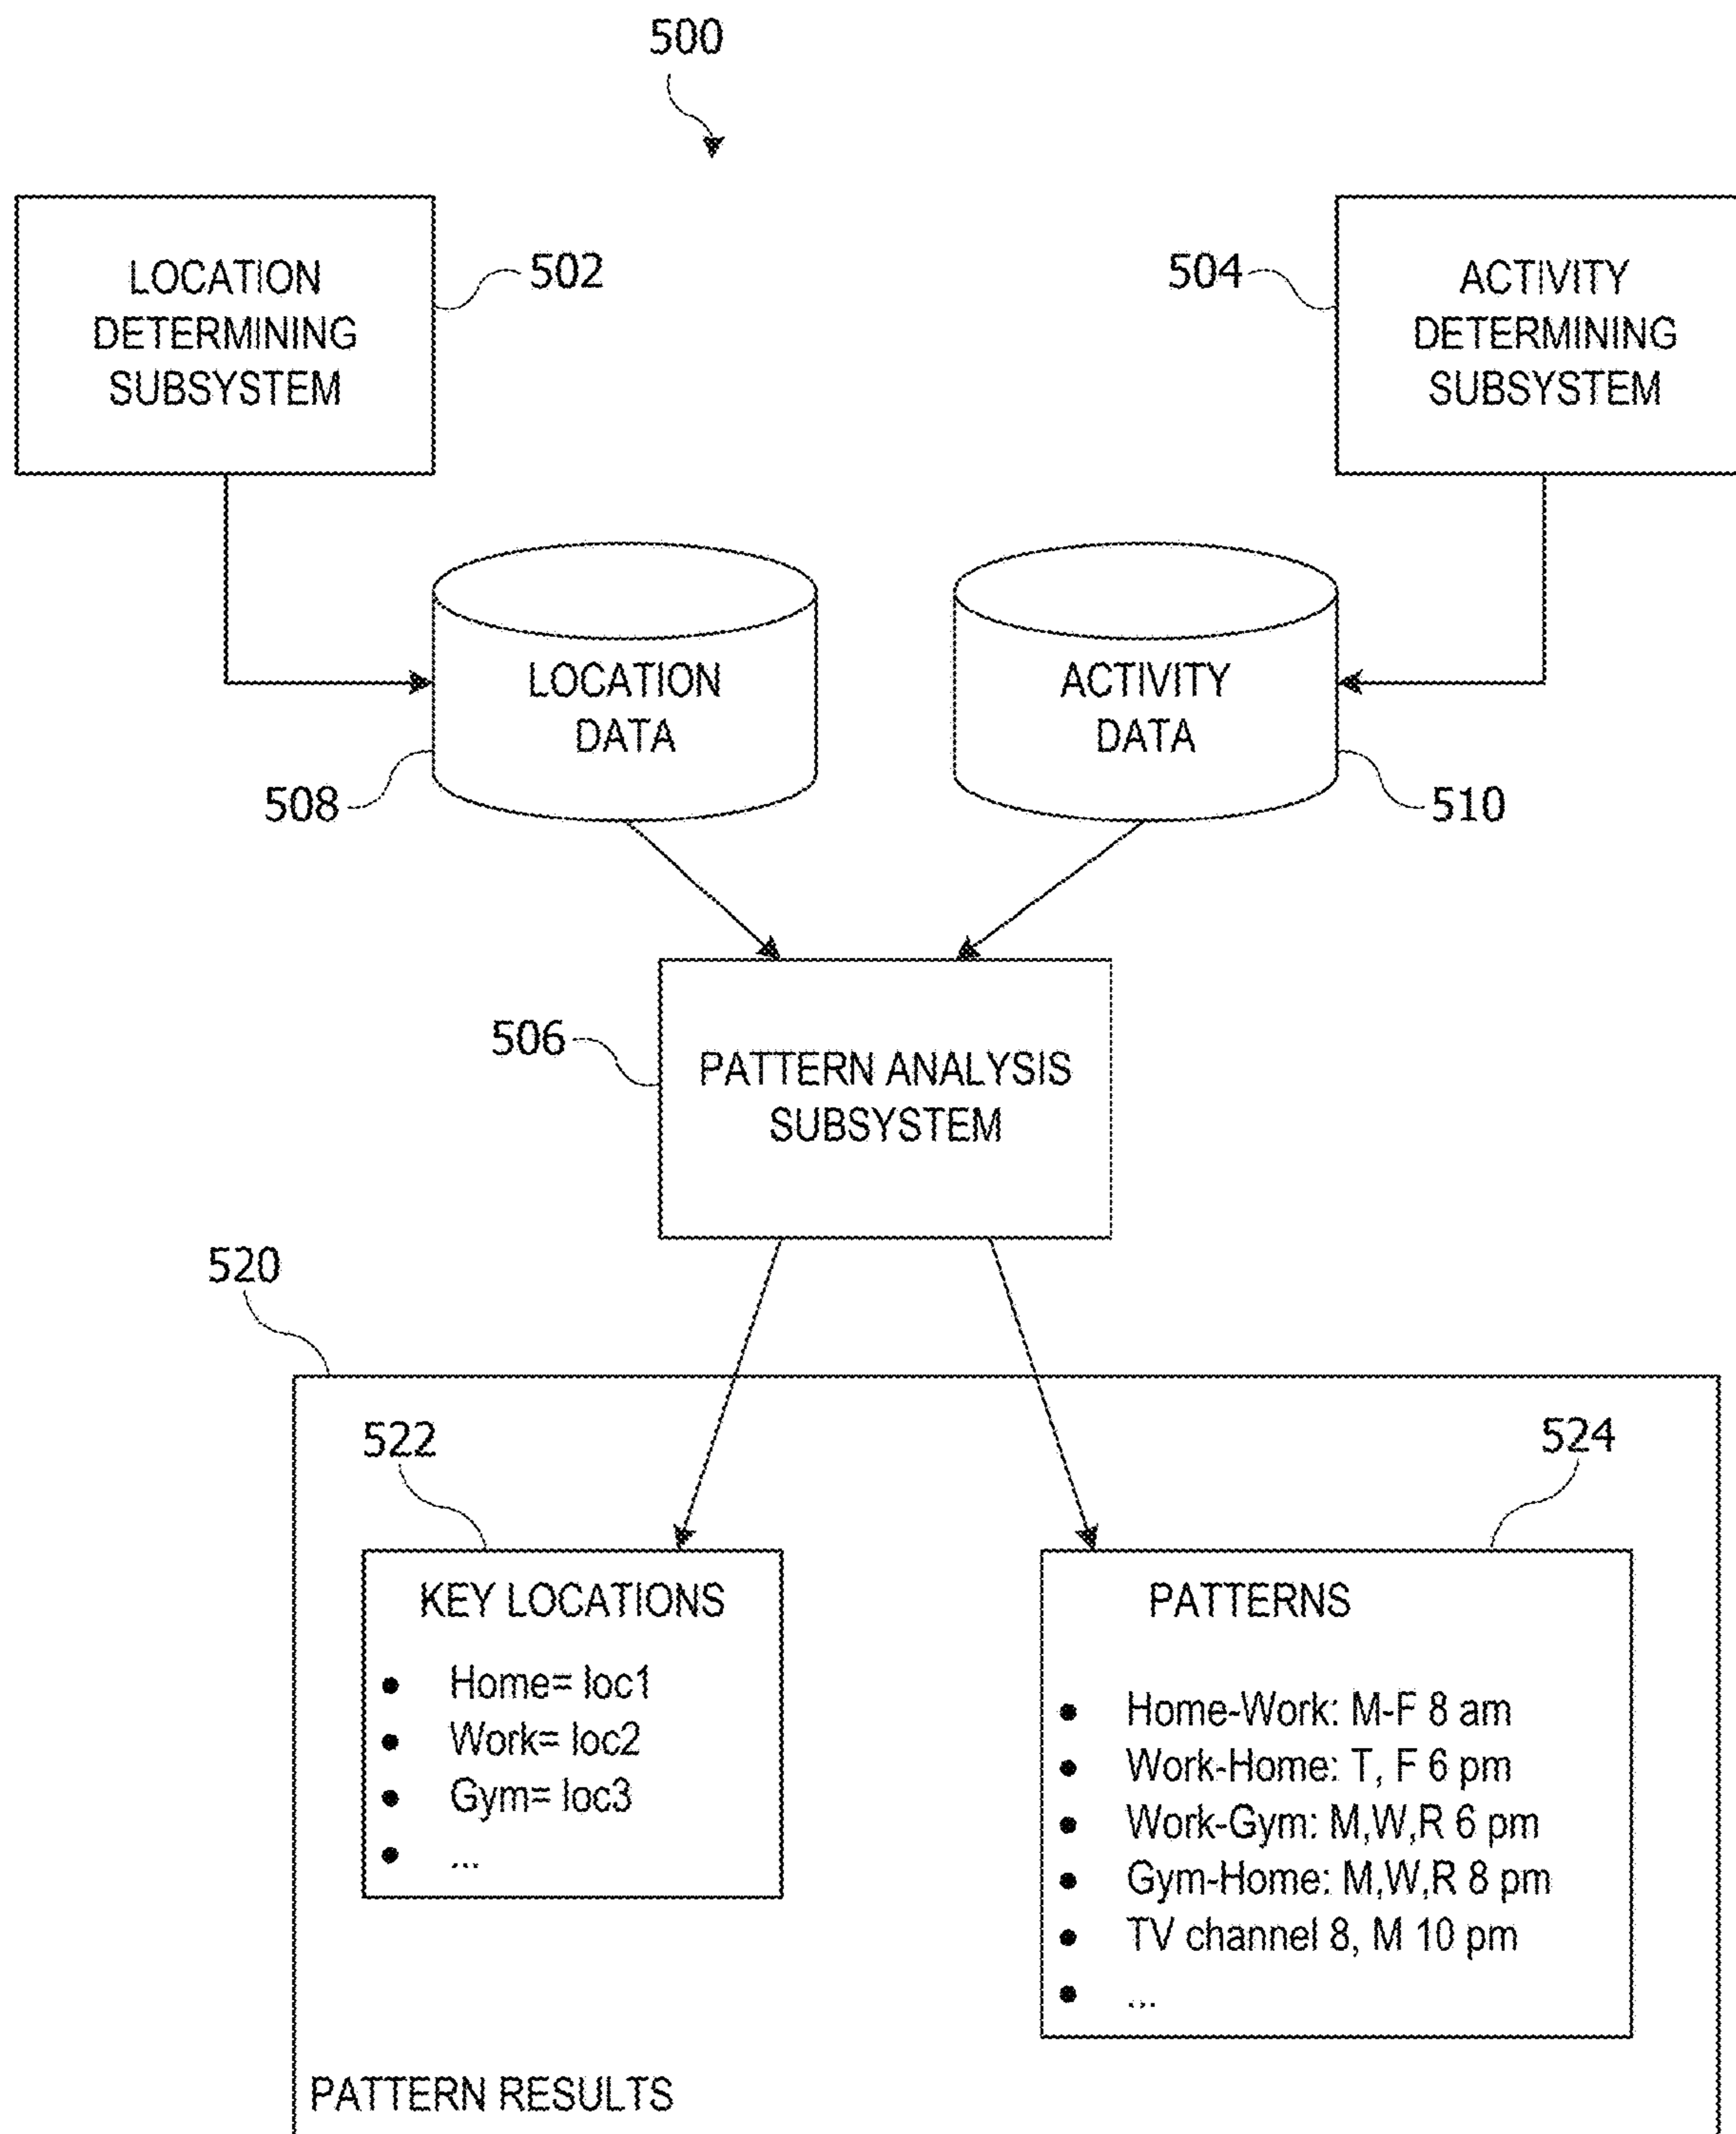 500
LOCATION
DETERMINING
SUBSYSTEM
502
504
ACTIVITY
DETERMINING
SUBSYSTEM
LOCATION
DATA
ACTIVITY
DATA
508
510
506
PATTERN ANALYSIS
SUBSYSTEM
520
522
524
KEY LOCATIONS
• Home= loc1
• Work= loc2
• Gym= loc3
• ...
PATTERNS
• Home-Work: M-F 8 am
• Work-Home: T, F 6 pm
• Work-Gym: M,W,R 6 pm
• Gym-Home: M,W,R 8 pm
• TV channel 8, M 10 pm
• ...
PATTERN RESULTS